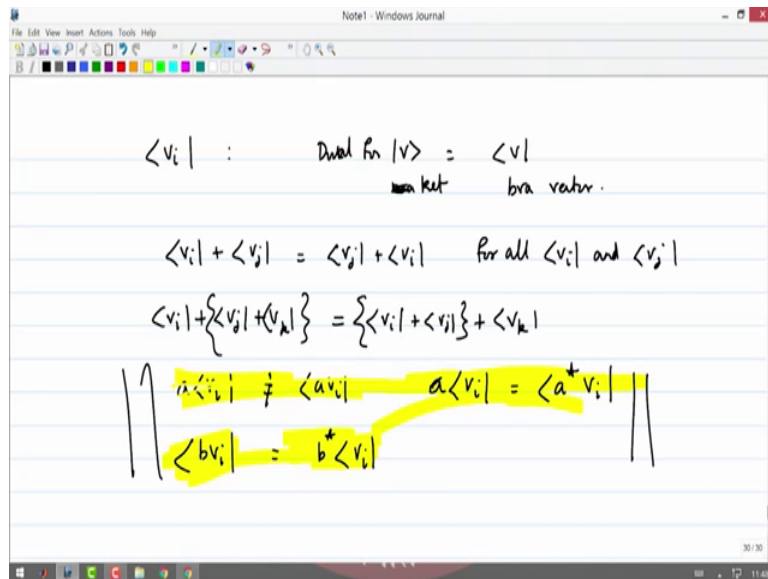 Note1 - Windows Journal
File Edit View Insert Actions Tools Help
B I
<vᵢ| : Dual for |v> = <v|
ket bra vector.
<vᵢ| + <vⱼ| = <vⱼ| + <vᵢ| for all <vᵢ| and <vⱼ|
<vᵢ| + {<vⱼ| + <vₖ|} = {<vᵢ| + <vⱼ|} + <vₖ|
a<vᵢ| ≠ <avᵢ| a<vᵢ| = <a* vᵢ|
<bvᵢ| = b* <vᵢ|
30/30